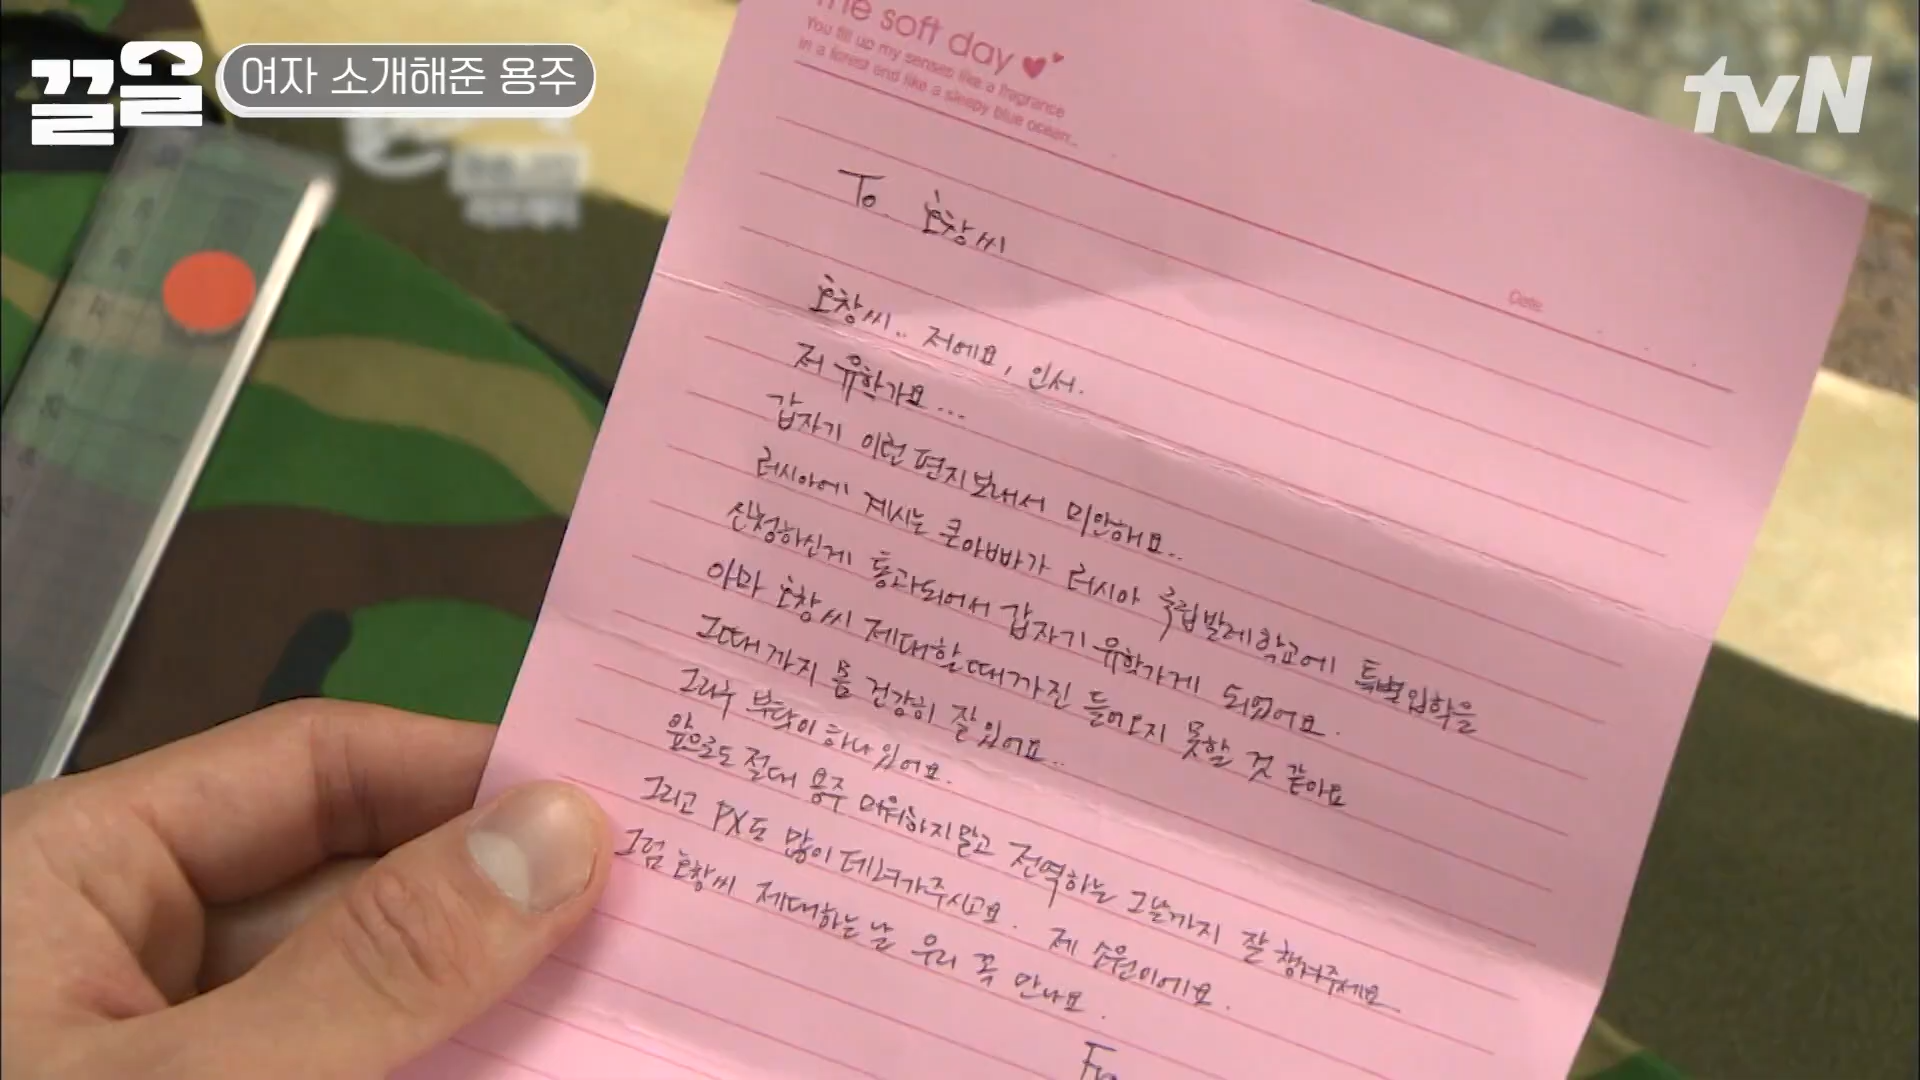 끌올
여자 소개해준 용주
tvN
The soft day
You fill up my senses like a fragrance
in a forest end like a sleepy blue ocean...
Date
To. 호창씨
호창씨.. 저에요, 인서.
저 유학가요...
갑자기 이런 편지보내서 미안해요..
러시아에 계시는 큰아빠가 러시아 국립발레학교에 특별입학을
신청하신게 통과되어서 갑자기 유학가게 되었어요.
아마 호창씨 제대할때까진 들어오지 못할 것 같아요
그때까지 몸 건강히 잘있어요..
그리구 부탁이 하나 있어요.
앞으로도 절대 용주 미워하지말고 전역하는 그날까지 잘 챙겨주세요
그리고 PX도 많이 데려가주시고요. 제 소원이에요.
그럼 호창씨 제대하는 날 우리 꼭 만나요.